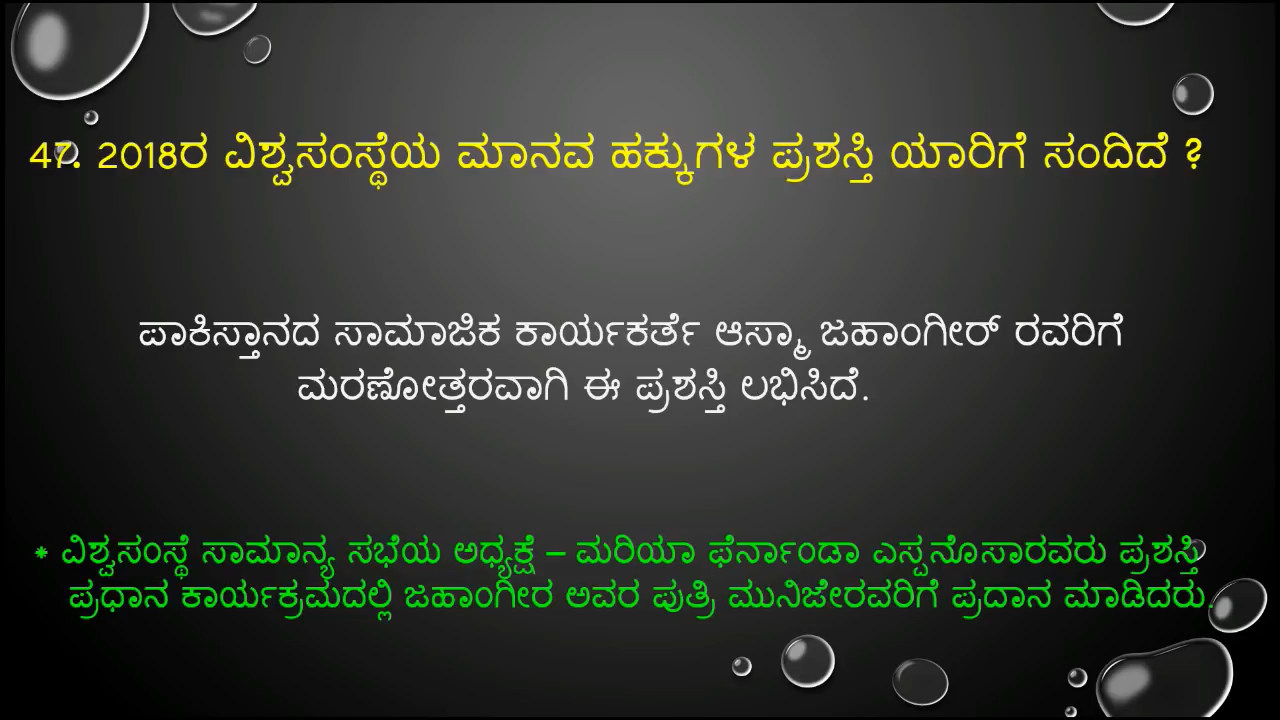 47. 2018ರ ವಿಶ್ವಸಂಸ್ಥೆಯ ಮಾನವ ಹಕ್ಕುಗಳ ಪ್ರಶಸ್ತಿ ಯಾರಿಗೆ ಸಂದಿದೆ ?
ಪಾಕಿಸ್ತಾನದ ಸಾಮಾಜಿಕ ಕಾರ್ಯಕರ್ತೆ ಆಸ್ಮಾ ಜಹಾಂಗೀರ್ ರವರಿಗೆ
ಮರಣೋತ್ತರವಾಗಿ ಈ ಪ್ರಶಸ್ತಿ ಲಭಿಸಿದೆ.
* ವಿಶ್ವಸಂಸ್ಥೆ ಸಾಮಾನ್ಯ ಸಭೆಯ ಅಧ್ಯಕ್ಷೆ – ಮರಿಯಾ ಫೆರ್ನಾಂಡಾ ಎಸ್ಪನೊಸಾರವರು ಪ್ರಶಸ್ತಿ
ಪ್ರಧಾನ ಕಾರ್ಯಕ್ರಮದಲ್ಲಿ ಜಹಾಂಗೀರ ಅವರ ಪುತ್ರಿ ಮುನಿಜೇರವರಿಗೆ ಪ್ರದಾನ ಮಾಡಿದರು.